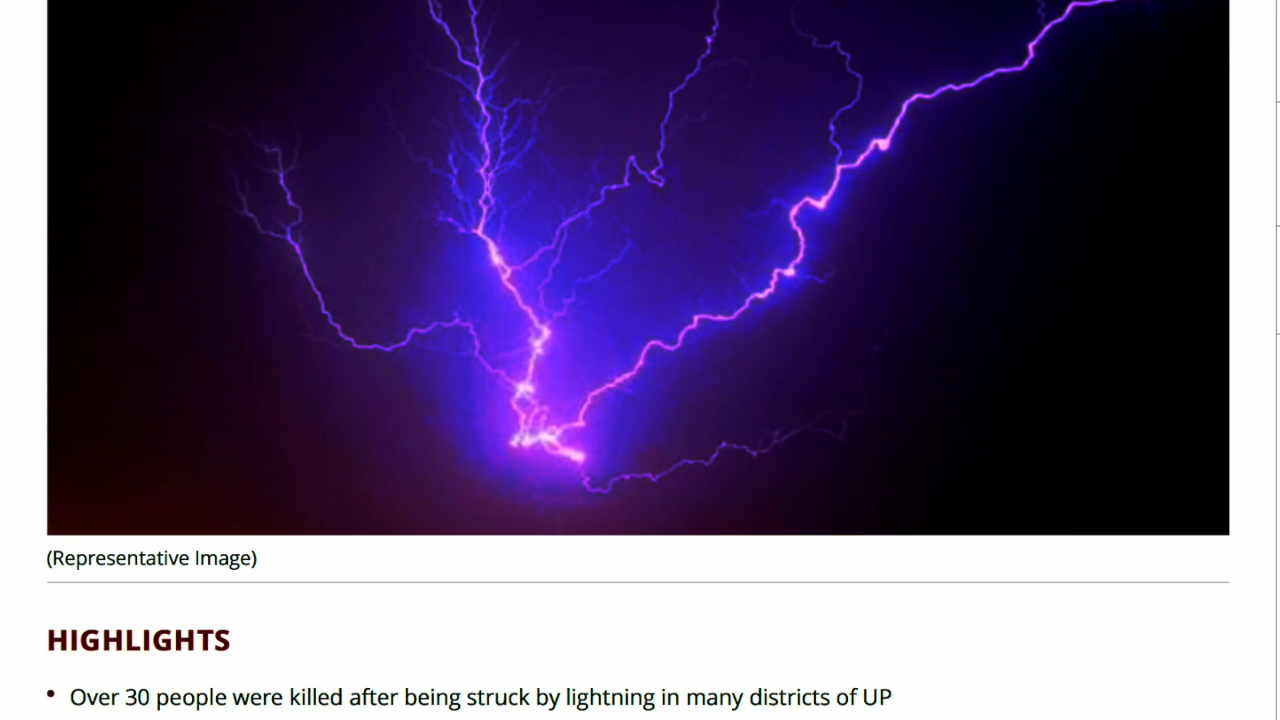 (Representative Image)
HIGHLIGHTS
• Over 30 people were killed after being struck by lightning in many districts of UP